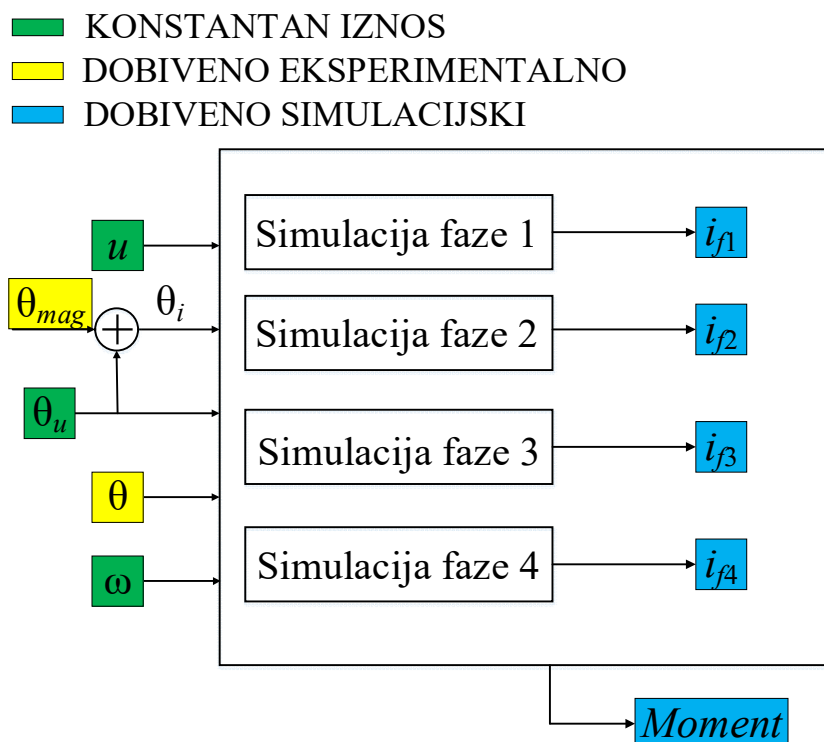 KONSTANTAN IZNOS
DOBIVENO EKSPERIMENTALNO
DOBIVENO SIMULACIJSKI
u
θmag
θi
θu
θ
ω
Simulacija faze 1
if1
Simulacija faze 2
if2
Simulacija faze 3
if3
Simulacija faze 4
if4
Moment